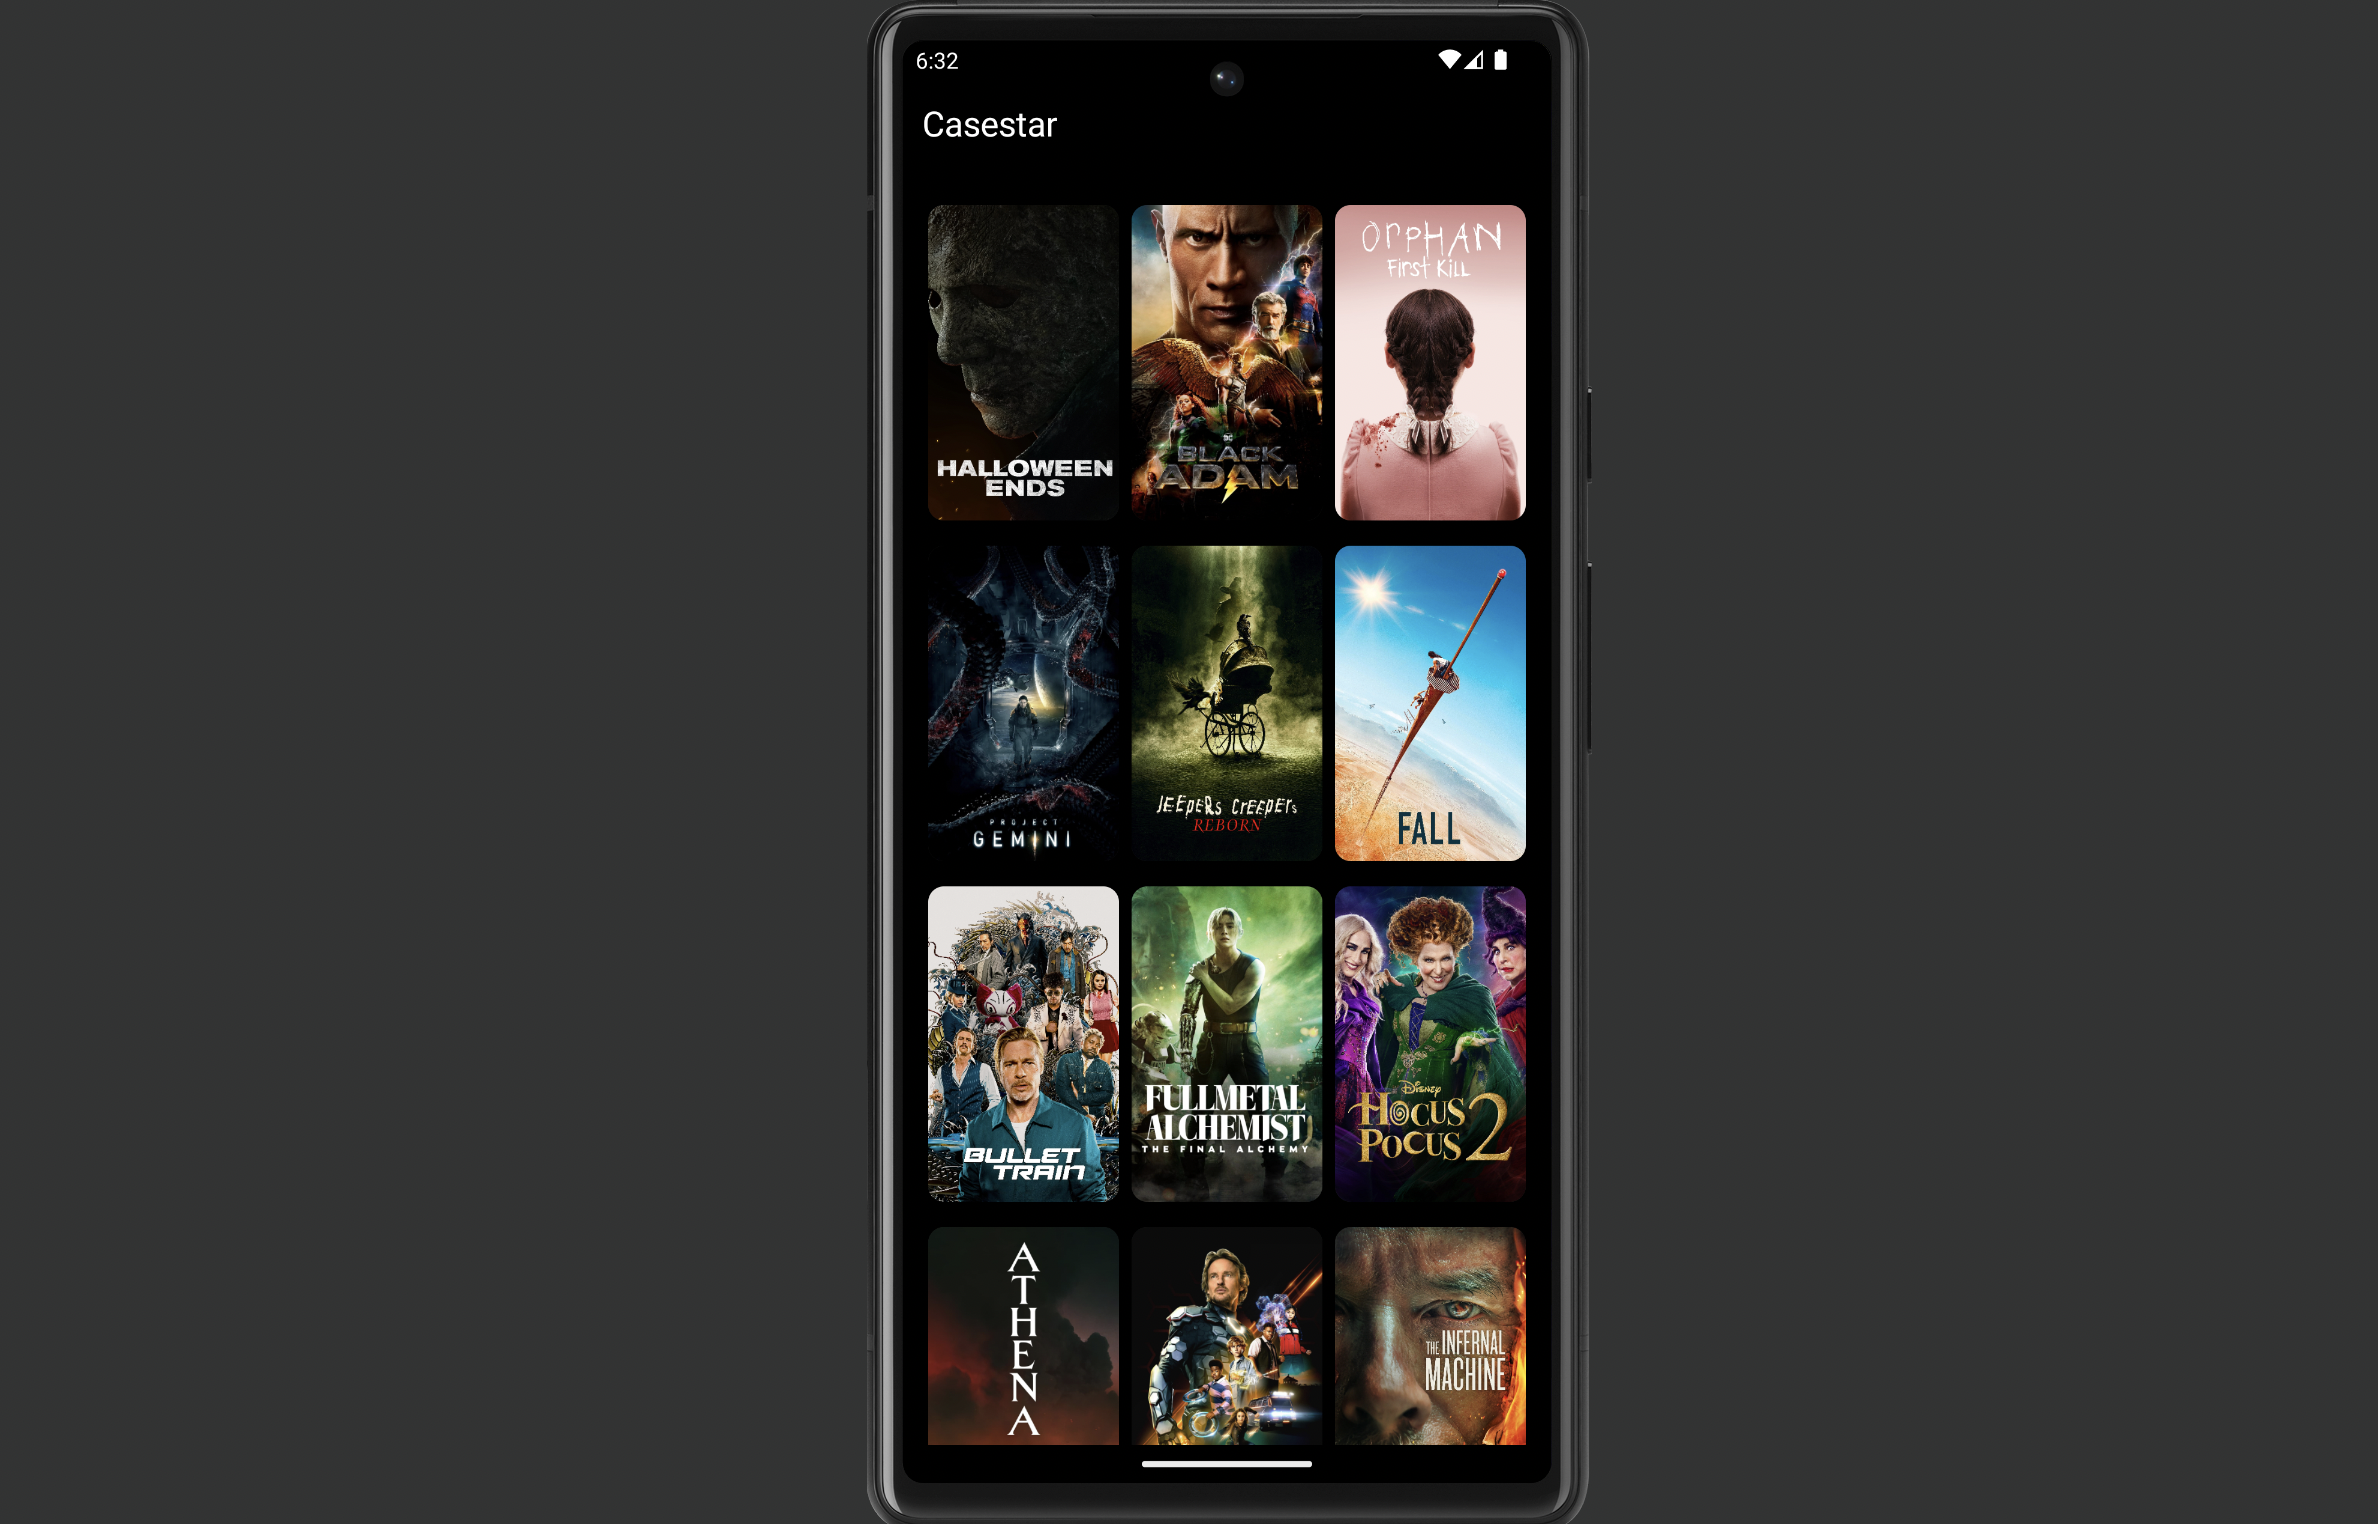 6:32
Casestar
HALLOWEEN
ENDS
DC
BLACK
ADAM
OrPHAN
First KiLL
PROJECT
GEMINI
JEEPERS CREEPERS
REBORN
FALL
BULLET
TRAIN
FULLMETAL
ALCHEMIST
THE FINAL ALCHEMY
Disney
HOCUS
POCUS 2
ATHENA
THE INFERNAL
MACHINE